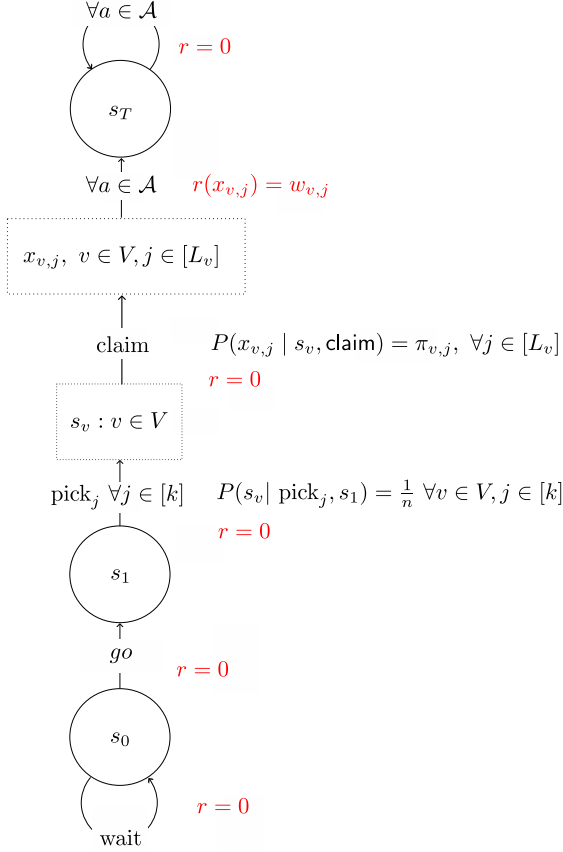 ∀a ∈ 𝒜
r = 0
s_T
∀a ∈ 𝒜 r(x_{v,j}) = w_{v,j}
x_{v,j}, v ∈ V, j ∈ [L_v]
claim P(x_{v,j} | s_v, claim) = π_{v,j}, ∀j ∈ [L_v]
r = 0
s_v : v ∈ V
pick_j ∀j ∈ [k] P(s_v| pick_j, s_1) = 1/n ∀v ∈ V, j ∈ [k]
r = 0
s_1
go
r = 0
s_0
r = 0
wait